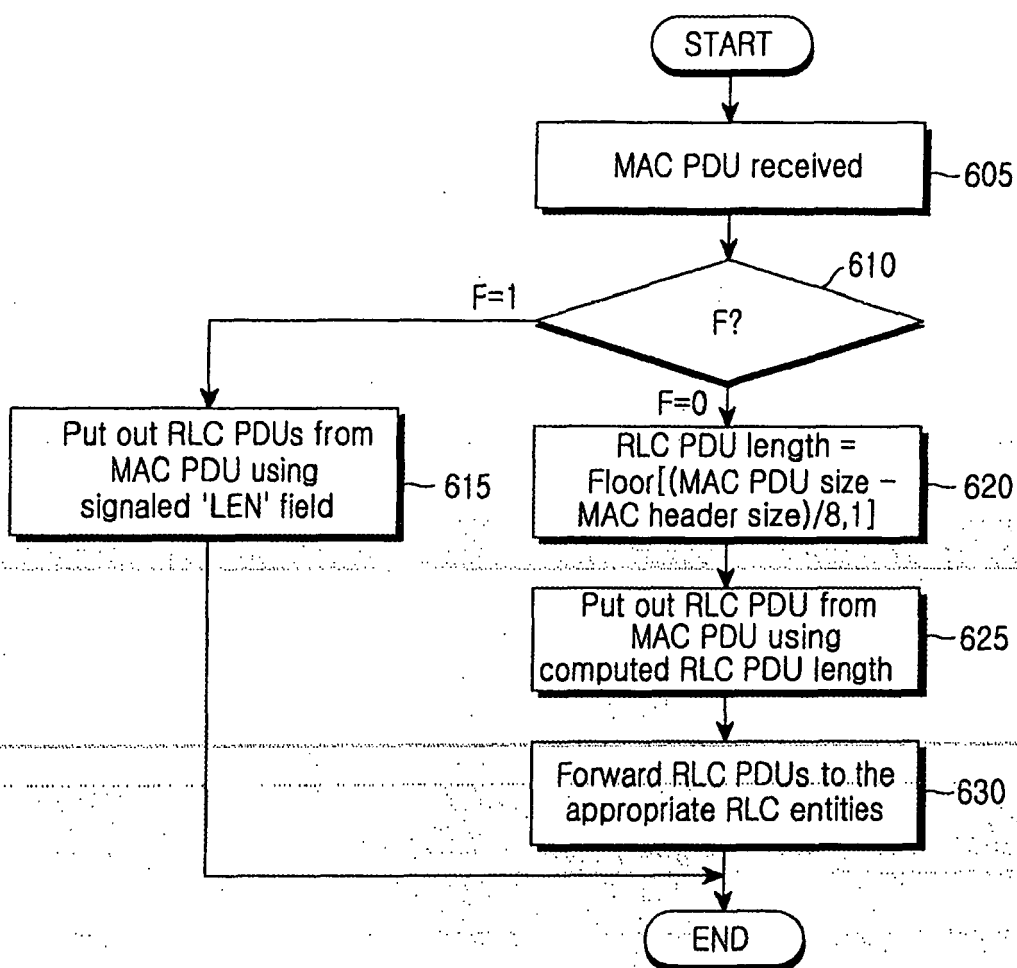 START
MAC PDU received
605
610
F=1
F?
F=0
Put out RLC PDUs from
MAC PDU using
signaled 'LEN' field
615
RLC PDU length =
Floor[(MAC PDU size –
MAC header size)/8,1]
620
Put out RLC PDU from
MAC PDU using
computed RLC PDU length
625
Forward RLC PDUs to the
appropriate RLC entities
630
END